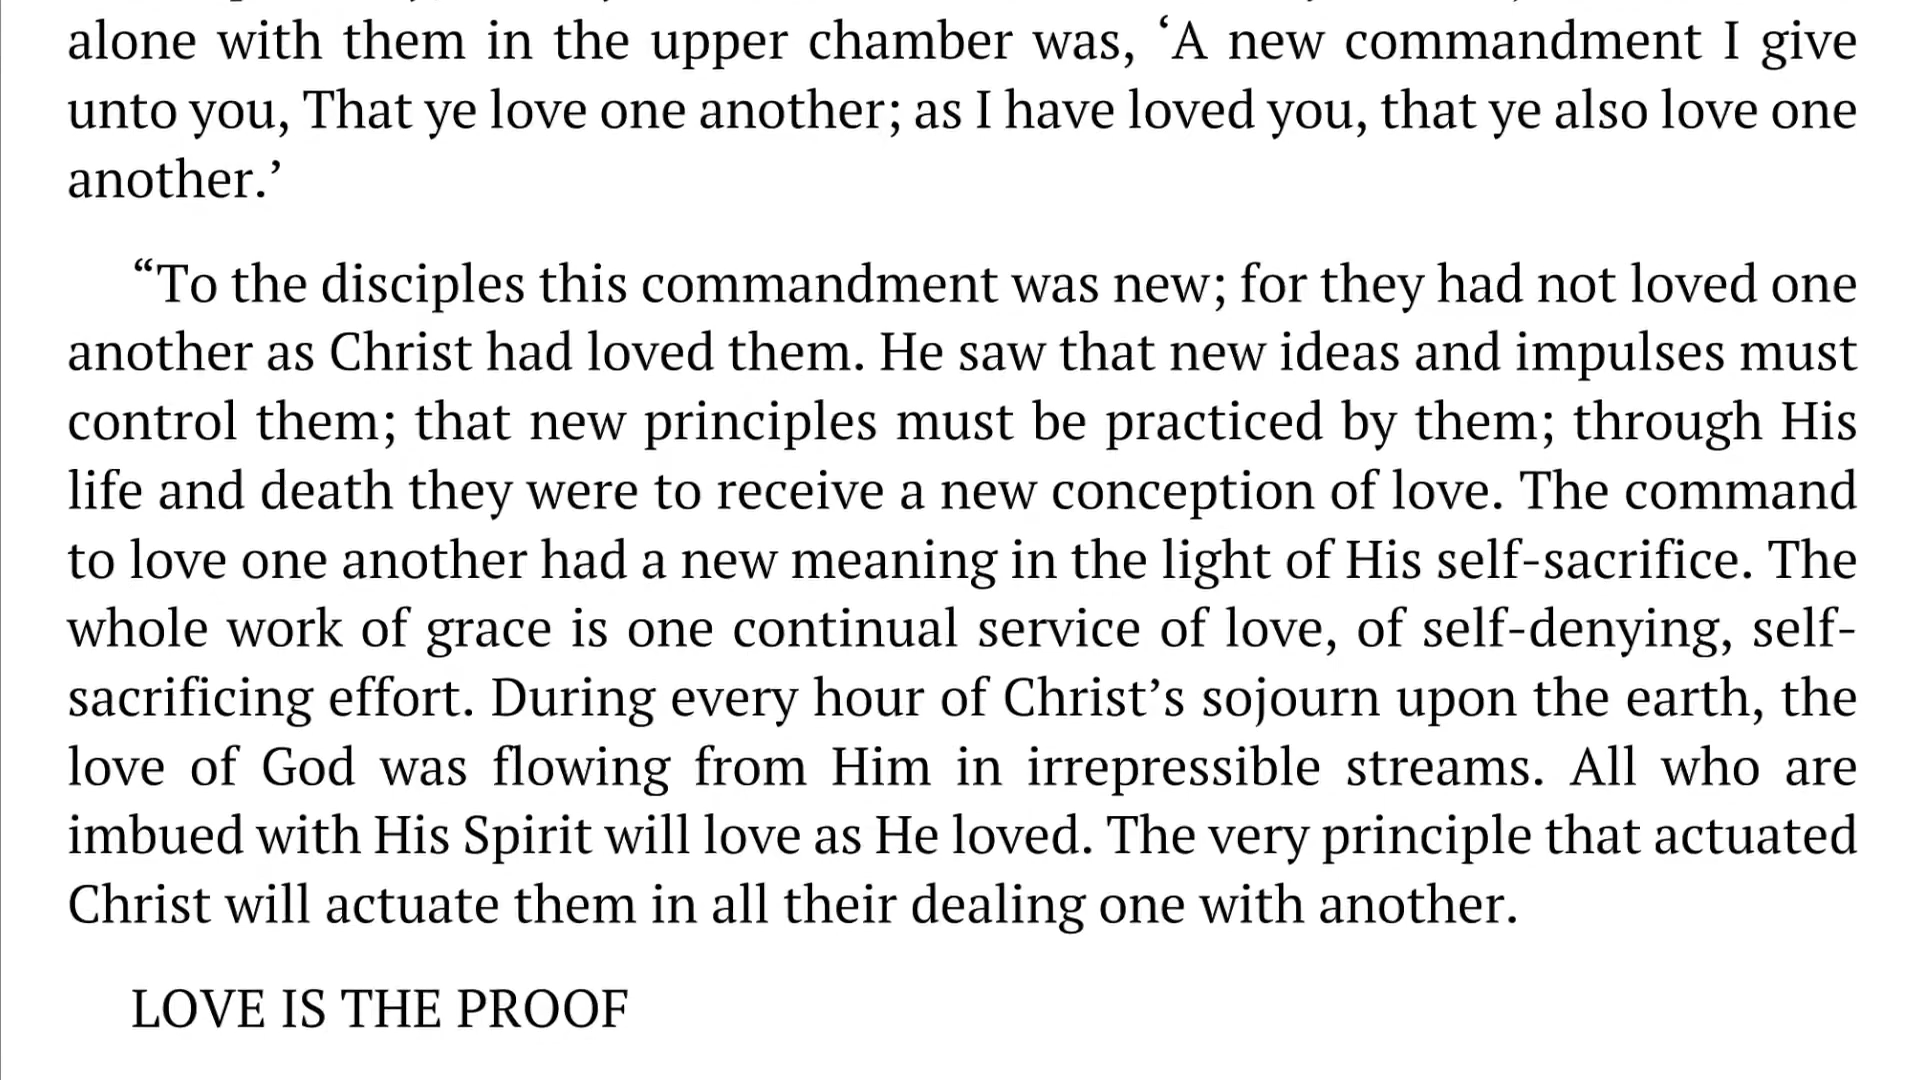 alone with them in the upper chamber was, ‘A new commandment I give
unto you, That ye love one another; as I have loved you, that ye also love one
another.’
“To the disciples this commandment was new; for they had not loved one
another as Christ had loved them. He saw that new ideas and impulses must
control them; that new principles must be practiced by them; through His
life and death they were to receive a new conception of love. The command
to love one another had a new meaning in the light of His self-sacrifice. The
whole work of grace is one continual service of love, of self-denying, self-
sacrificing effort. During every hour of Christ’s sojourn upon the earth, the
love of God was flowing from Him in irrepressible streams. All who are
imbued with His Spirit will love as He loved. The very principle that actuated
Christ will actuate them in all their dealing one with another.
LOVE IS THE PROOF